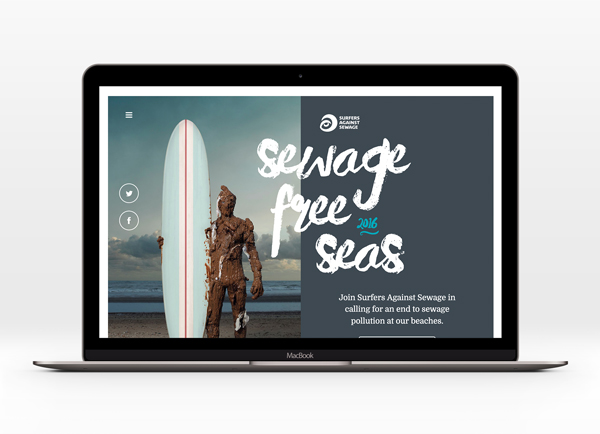 SURFERS
AGAINST
SEWAGE
sewage
free
2016
seas
Join Surfers Against Sewage in
calling for an end to sewage
pollution at our beaches.
MacBook